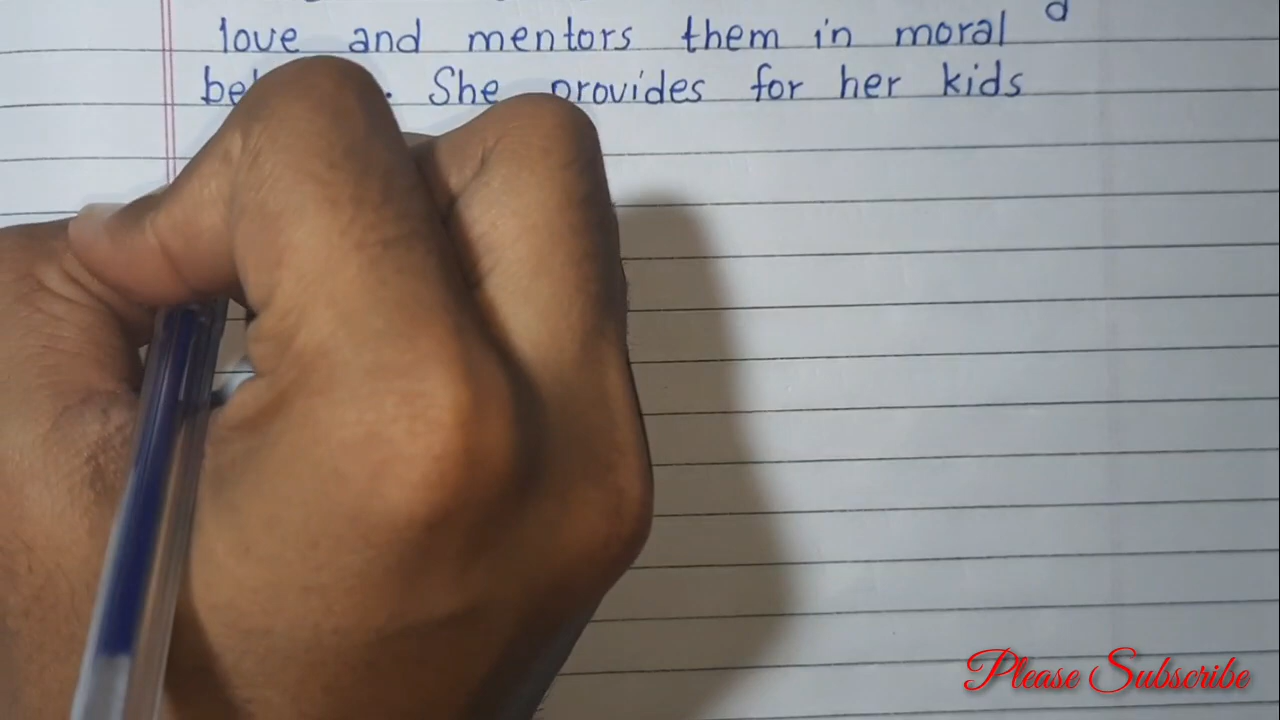 love and mentors them in moral
She provides for her kids
Please Subscribe